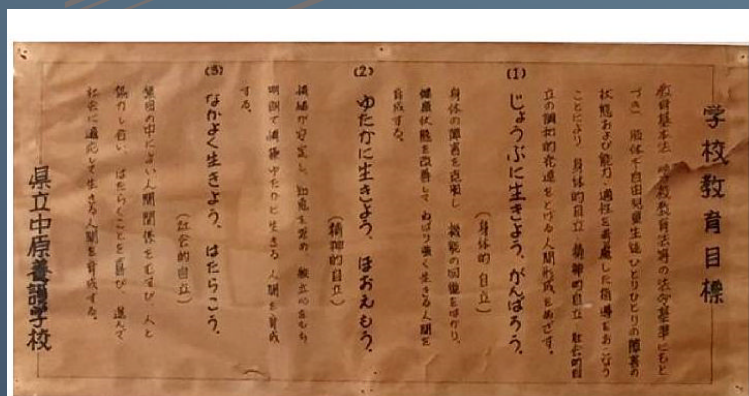 学校教育目標
教育基本法、学校教育法等の法令基準にもと
づき、肢体不自由児童生徒ひとりひとりの障害の
状態および能力、適性を考慮した指導をおこなう
ことにより、身体的自立、精神的自立、社会的自
立の調和的発達をとげる人間形成をめざす。
(1) じょうぶに生きよう、がんばろう。
(身体的自立)
身体の障害を克服し、機能の回復をはかり、
健康状態を改善してねばり強く生きる人間を
育成する。
(2) ゆたかに生きよう、ほおえもう。
(精神的自立)
情緒が安定し、知恵を深め、独立心をもち
明朗で情操ゆたかに生きる人間を育成
する。
(3) なかよく生きよう、はたらこう。
(社会的自立)
集団の中によい人間関係をむすび、人と
協力し合い、はたらくことを喜び、進んで
社会に適応して生きる人間を育成する。
県立中原養護学校